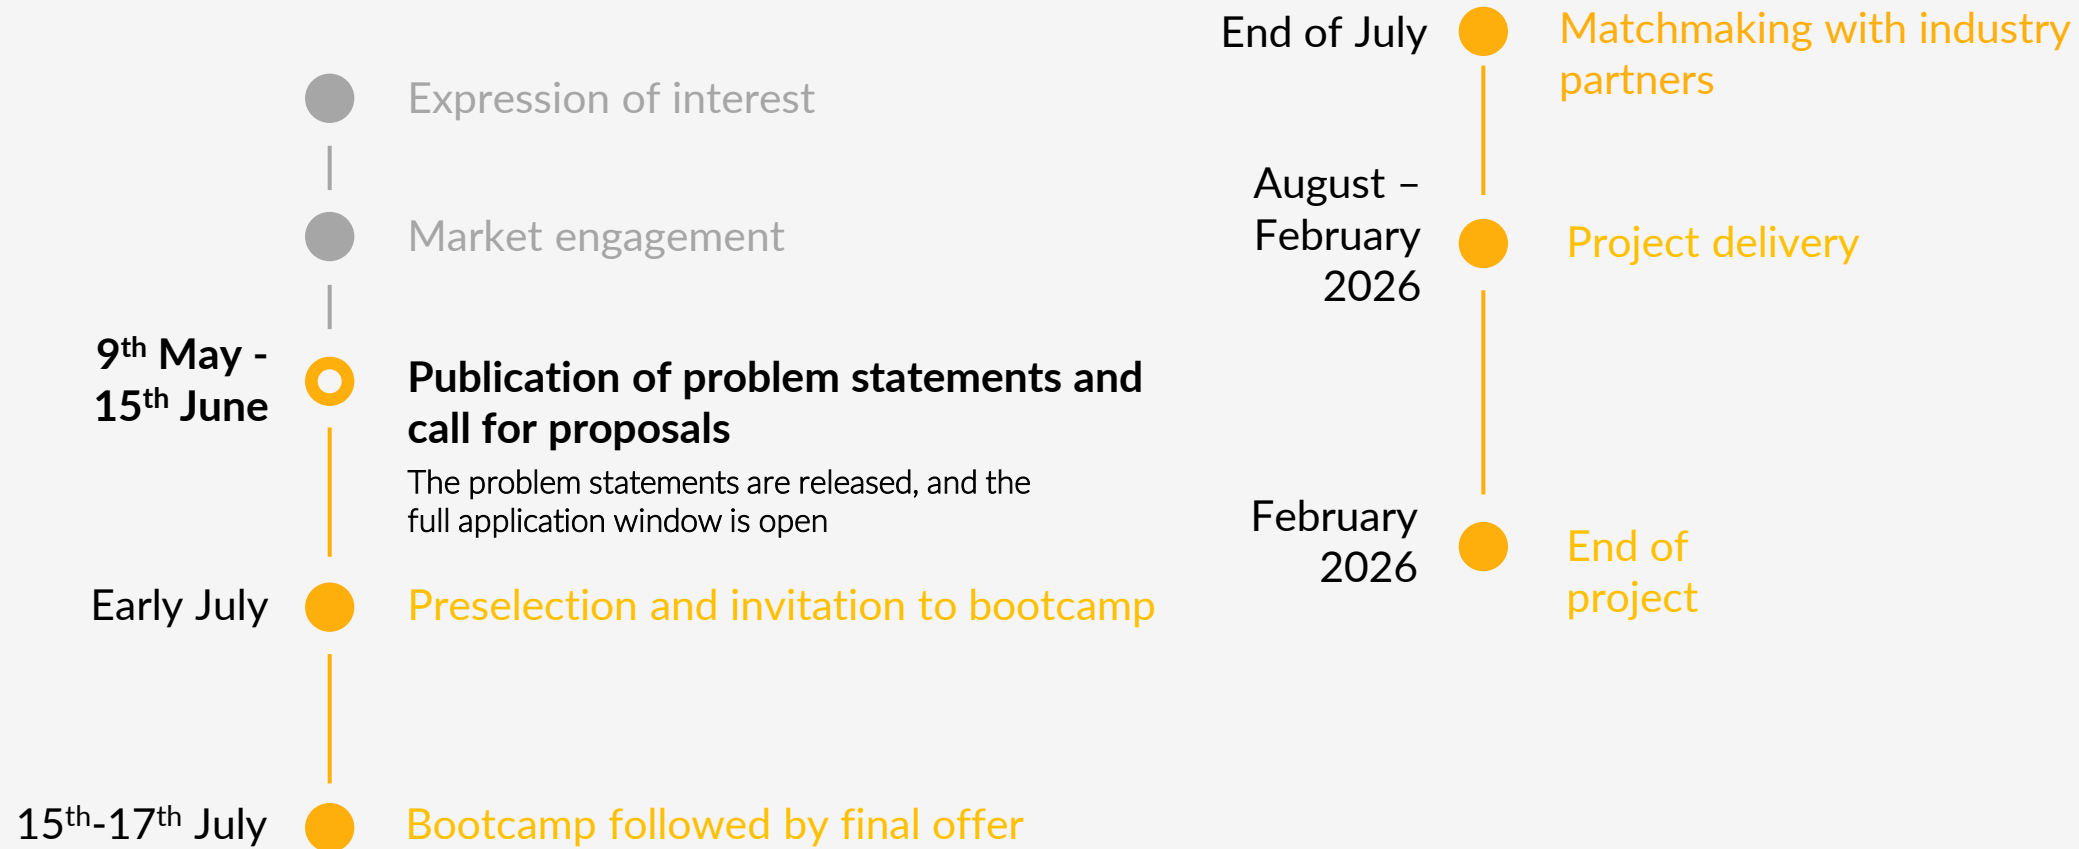 Expression of interest
Market engagement
9th May -
15th June
Publication of problem statements and
call for proposals
The problem statements are released, and the
full application window is open
Early July
Preselection and invitation to bootcamp
15th-17th July
Bootcamp followed by final offer
End of July
Matchmaking with industry
partners
August –
February
2026
Project delivery
February
2026
End of
project